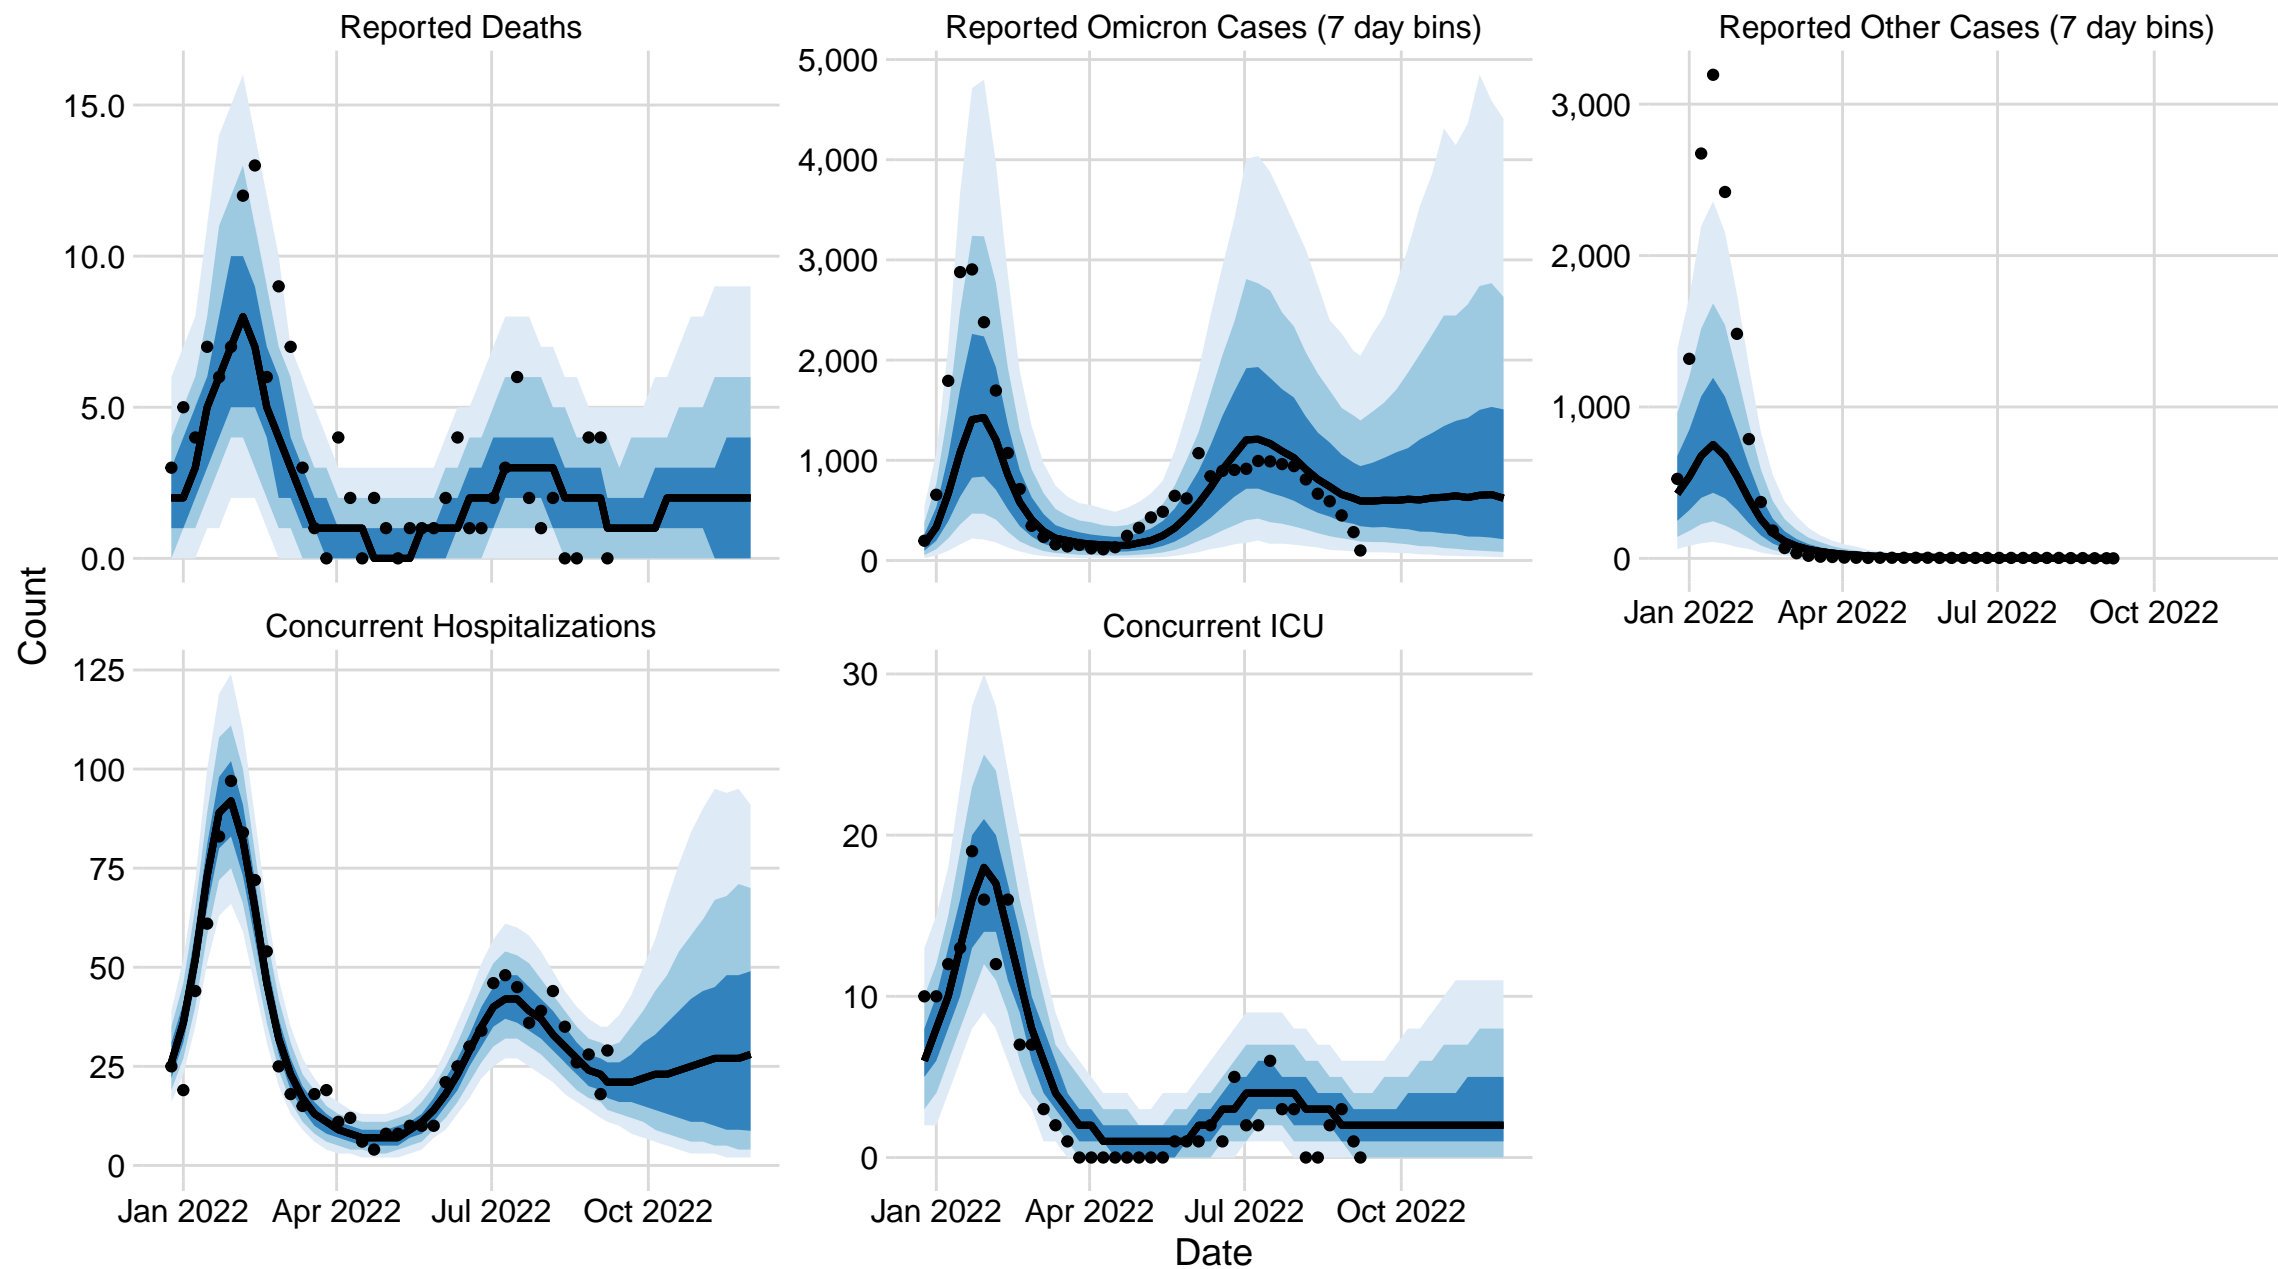 Reported Deaths
Reported Omicron Cases (7 day bins)
Reported Other Cases (7 day bins)
15.0
10.0
5.0
0.0
5,000
4,000
3,000
2,000
1,000
0
3,000
2,000
1,000
0
Jan 2022 Apr 2022 Jul 2022 Oct 2022
Count
Concurrent Hospitalizations
Concurrent ICU
125
100
75
50
25
0
30
20
10
0
Jan 2022 Apr 2022 Jul 2022 Oct 2022
Jan 2022 Apr 2022 Jul 2022 Oct 2022
Date